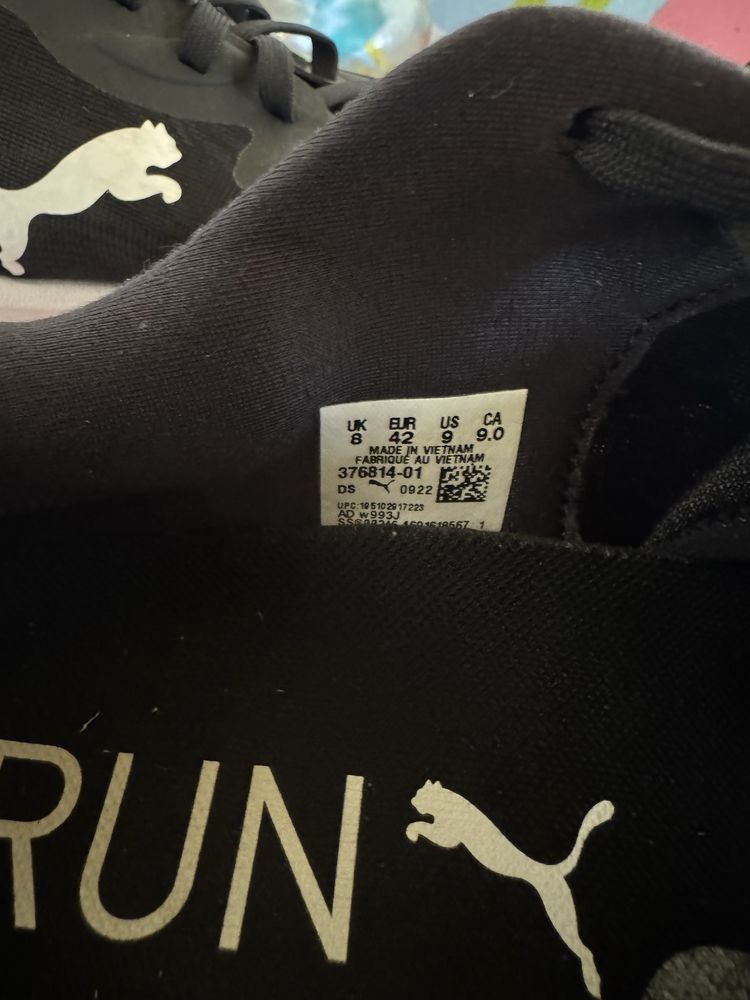 UK EUR US CA
8 42 9 9.0
MADE IN VIETNAM
FABRIQUÉ AU VIETNAM
376814-01
DS 0922
UPC:195102917223
AD w993J
RUN